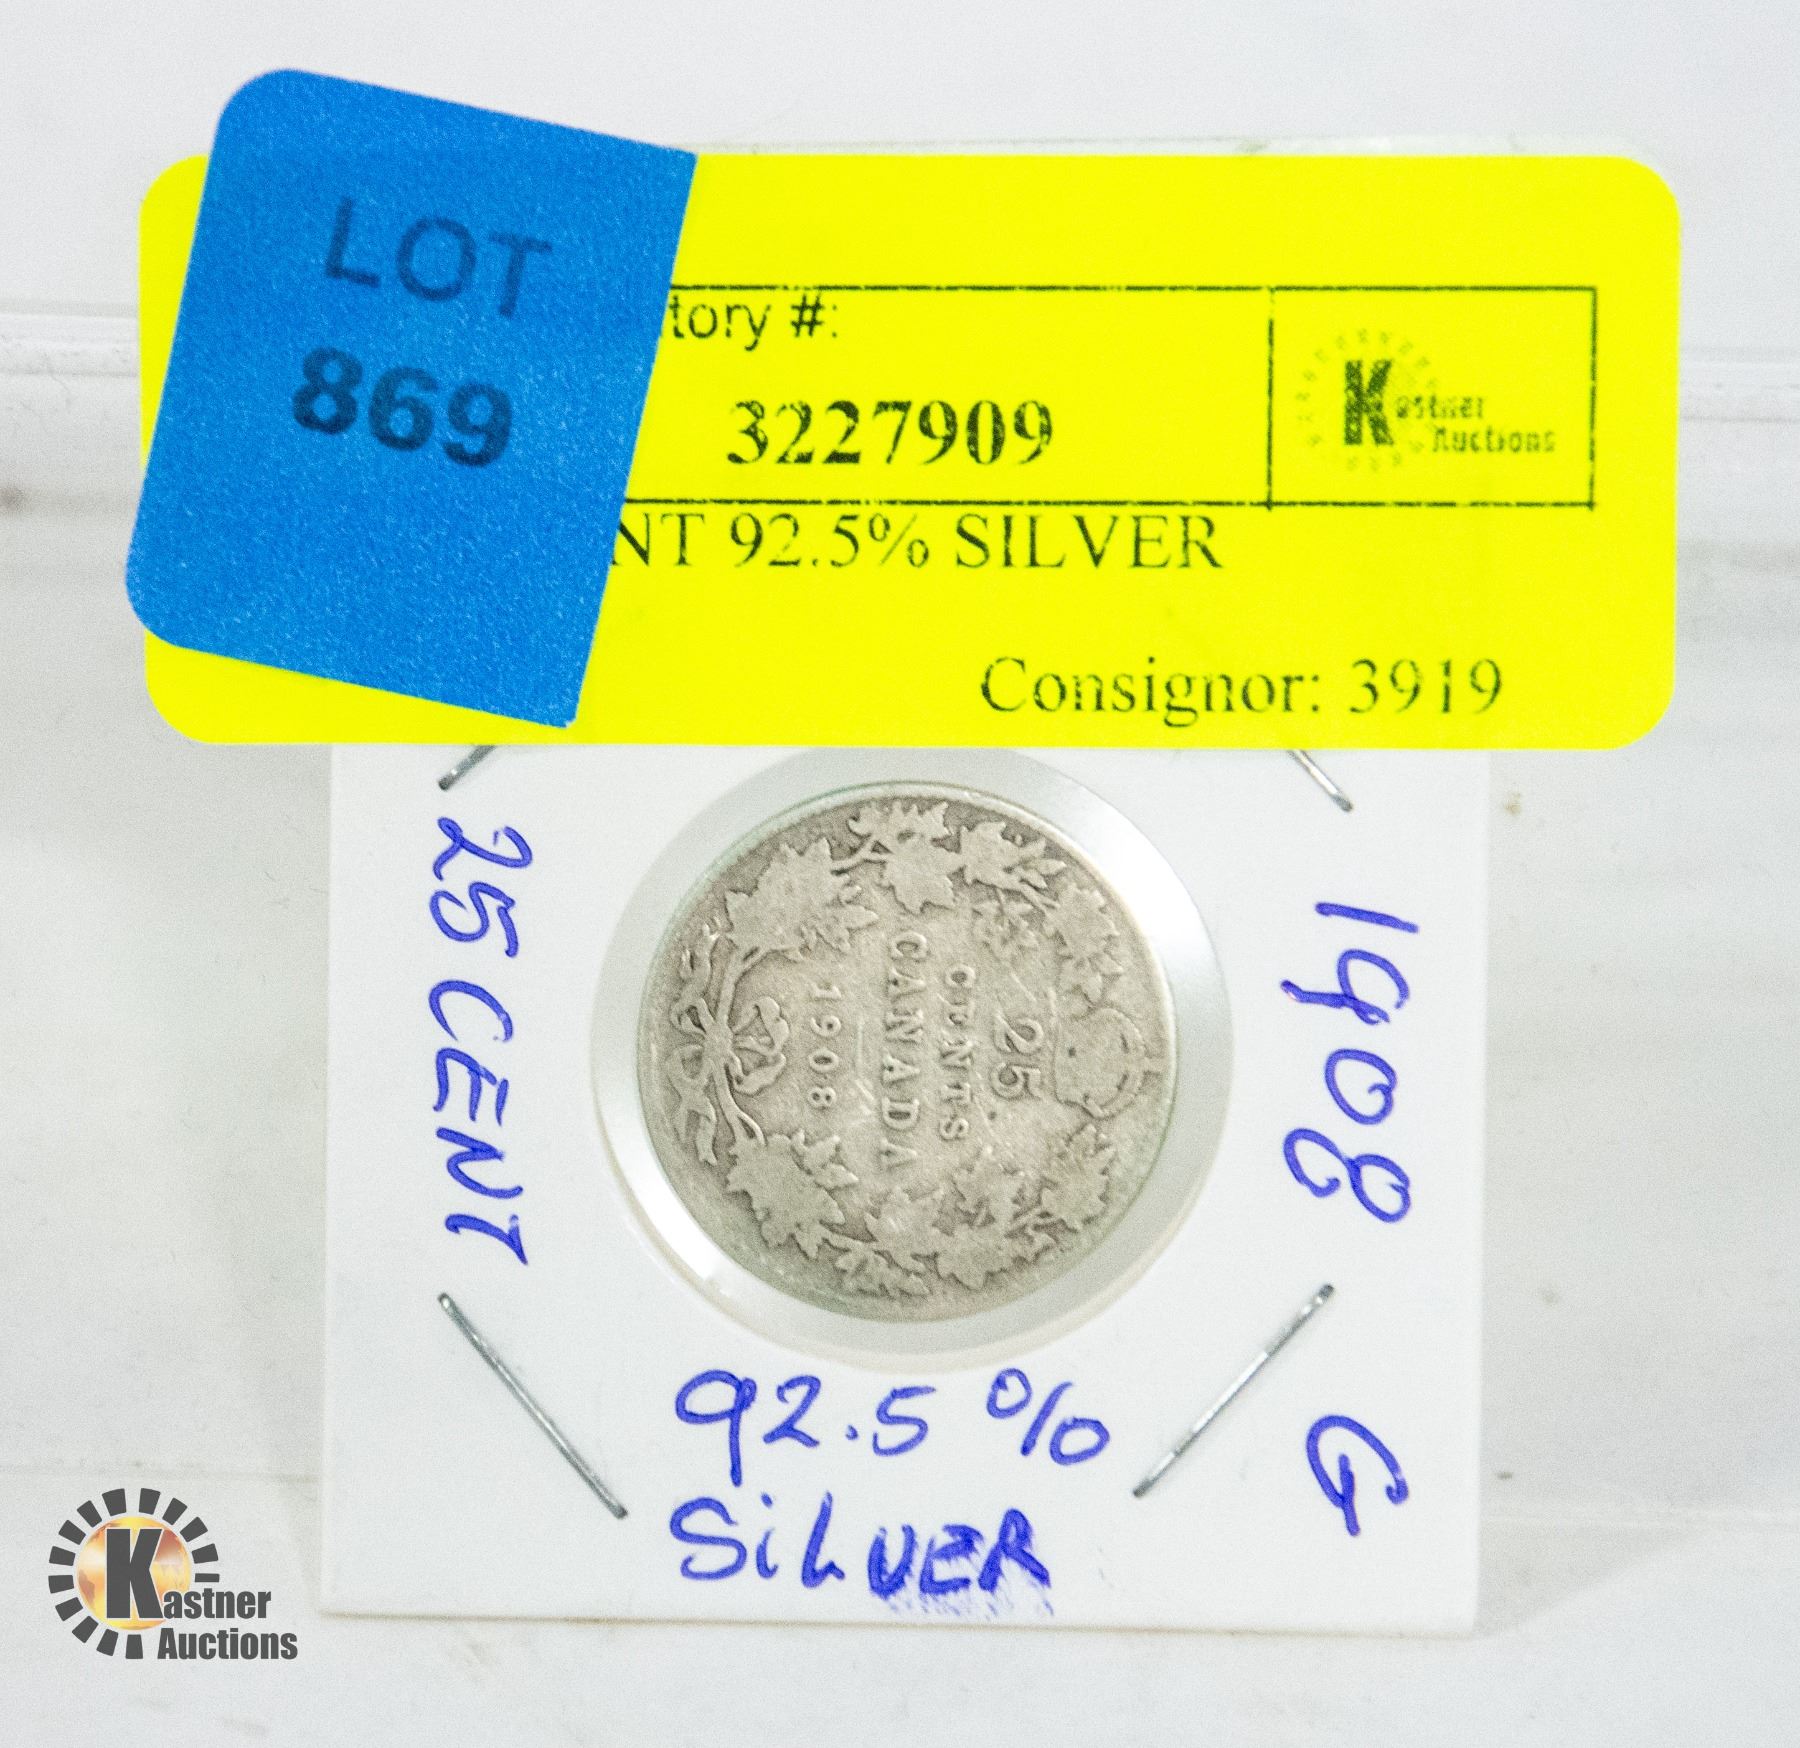 LOT
869
tory #:
3227909
Kastner
Auctions
NT 92.5% SILVER
Consignor: 3919
25 CENT
25
CENTS
CANADA
1908
1908 G
92.5%
SILVER
Kastner
Auctions